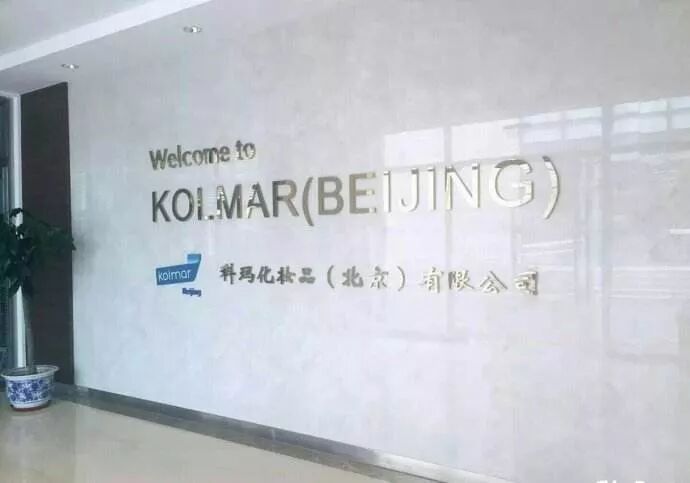 Welcome to
KOLMAR(BEIJING)
kolmar
Beijing
科玛化妆品（北京）有限公司